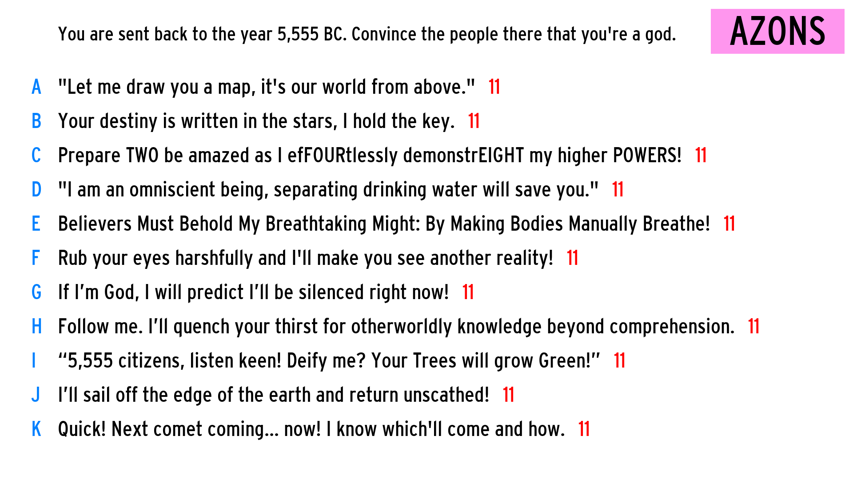 You are sent back to the year 5,555 BC. Convince the people there that you're a god.
AZONS
A "Let me draw you a map, it's our world from above." 11
B Your destiny is written in the stars, I hold the key. 11
C Prepare TWO be amazed as I efFOURtlessly demonstrEIGHT my higher POWERS! 11
D "I am an omniscient being, separating drinking water will save you." 11
E Believers Must Behold My Breathtaking Might: By Making Bodies Manually Breathe! 11
F Rub your eyes harshfully and I'll make you see another reality! 11
G If I’m God, I will predict I’ll be silenced right now! 11
H Follow me. I’ll quench your thirst for otherworldly knowledge beyond comprehension. 11
I “5,555 citizens, listen keen! Deify me? Your Trees will grow Green!” 11
J I’ll sail off the edge of the earth and return unscathed! 11
K Quick! Next comet coming... now! I know which'll come and how. 11